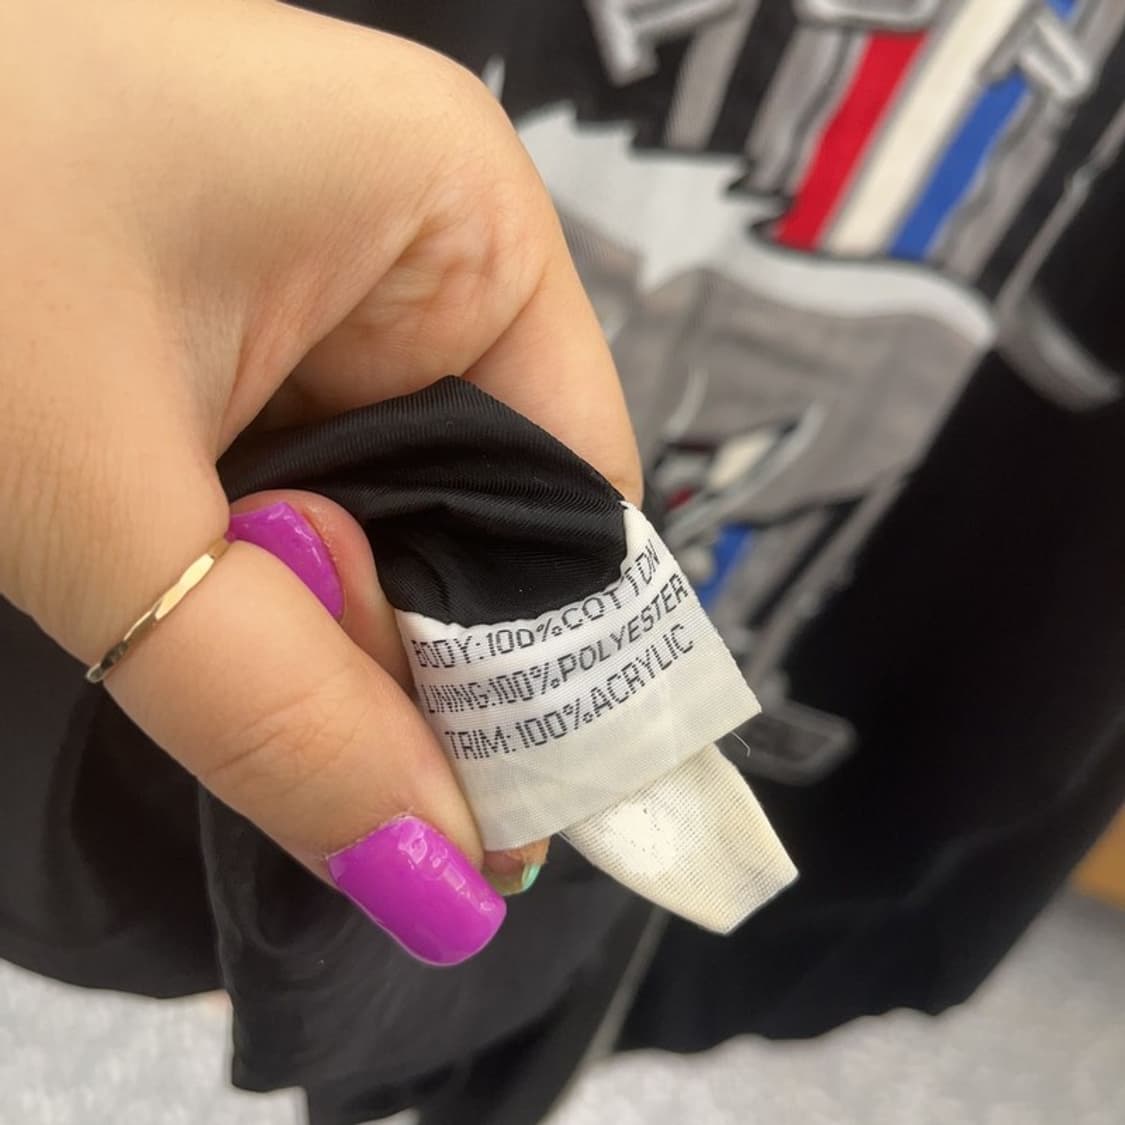 BODY:100%COTTON
LINING:100%POLYESTER
TRIM:100%ACRYLIC